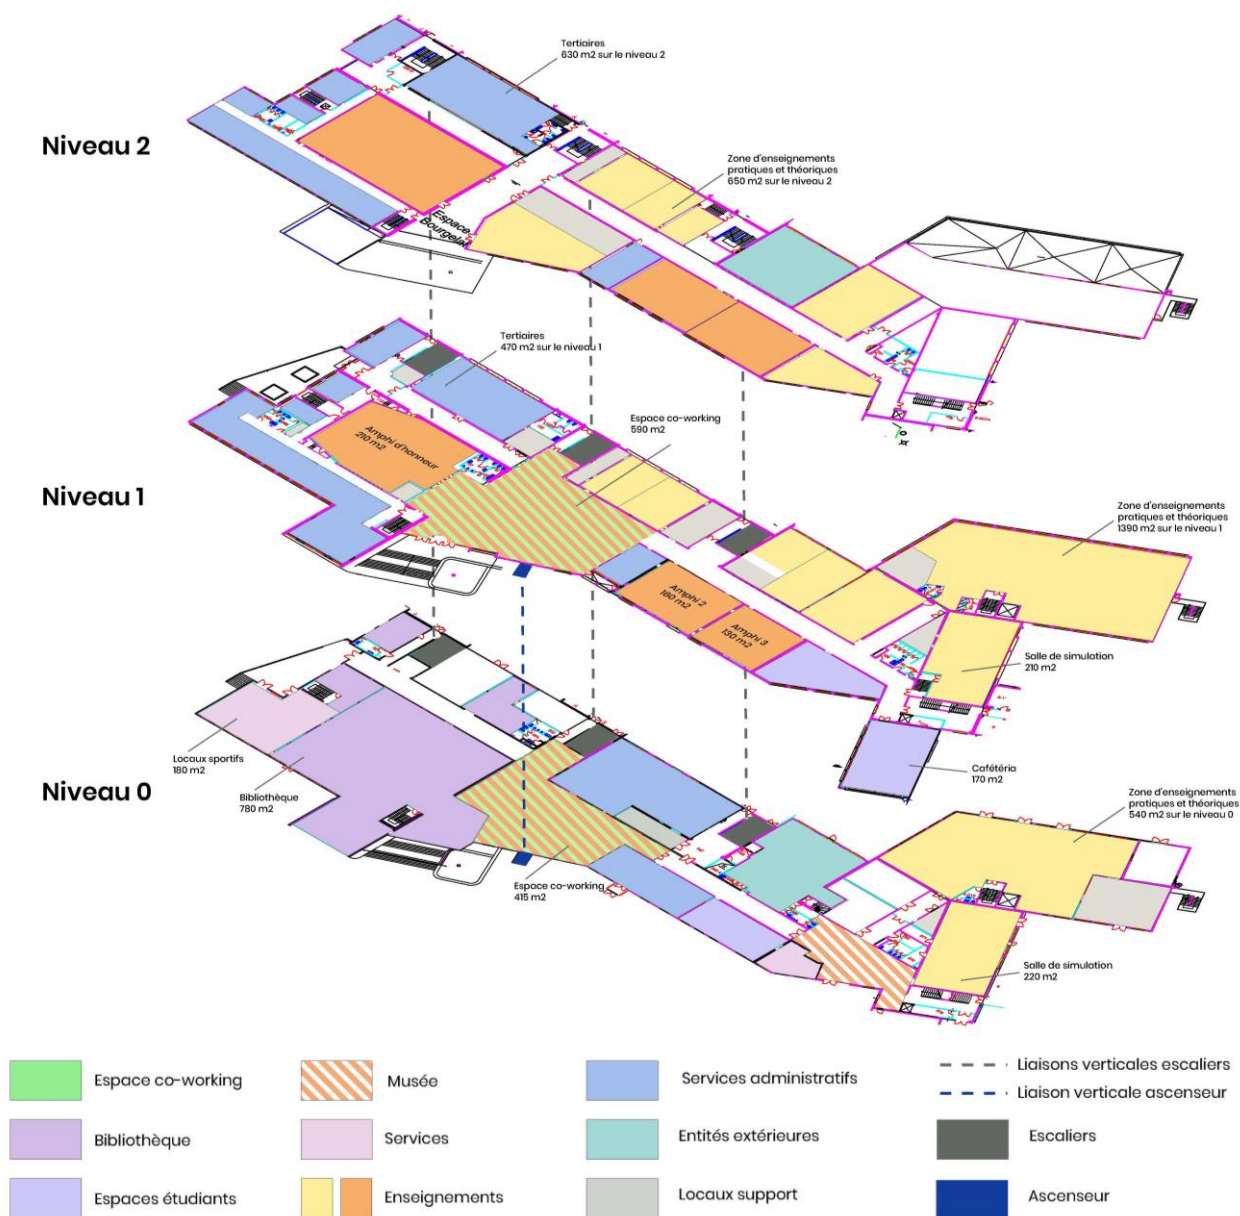 Tertiaires
630 m2 sur le niveau 2
Niveau 2
Zone d'enseignements
pratiques et théoriques
650 m2 sur le niveau 2
Espace
Bourgelat
Tertiaires
470 m2 sur le niveau 1
Espace co-working
590 m2
Amphi d'honneur
210 m2
Niveau 1
Zone d'enseignements
pratiques et théoriques
1390 m2 sur le niveau 1
Amphi 2
180 m2
Amphi 3
130 m2
Salle de simulation
210 m2
Locaux sportifs
180 m2
Cafétéria
170 m2
Niveau 0
Bibliothèque
780 m2
Zone d'enseignements
pratiques et théoriques
540 m2 sur le niveau 0
Espace co-working
415 m2
Salle de simulation
220 m2
Espace co-working
Musée
Services administratifs
Liaisons verticales escaliers
Liaison verticale ascenseur
Bibliothèque
Services
Entités extérieures
Escaliers
Espaces étudiants
Enseignements
Locaux support
Ascenseur